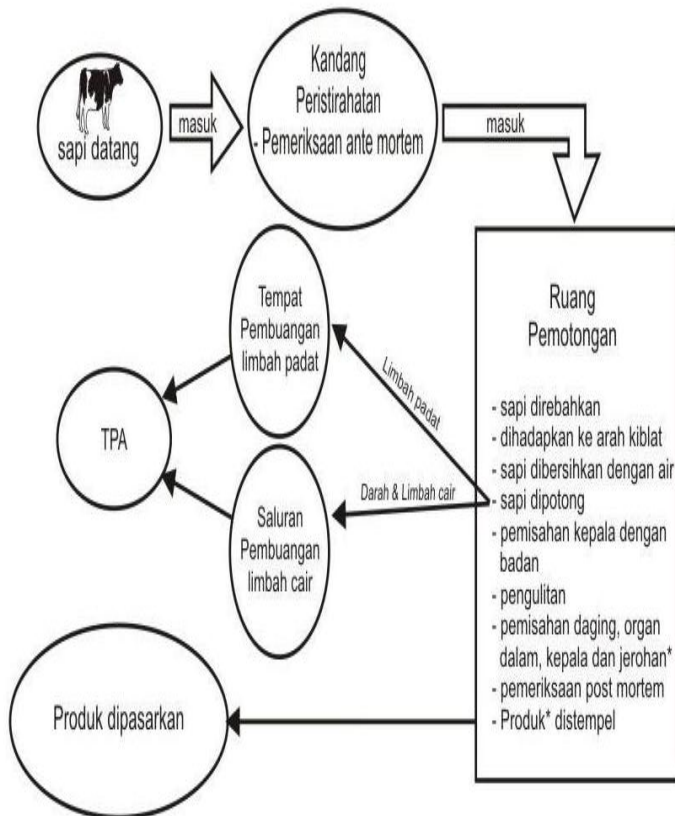 sapi datang
masuk
Kandang
Peristirahatan
- Pemeriksaan ante mortem
masuk
Ruang
Pemotongan
- sapi direbahkan
- dihadapkan ke arah kiblat
- sapi dibersihkan dengan air
- sapi dipotong
- pemisahan kepala dengan
badan
- pengulitan
- pemisahan daging, organ
dalam, kepala dan jerohan*
- pemeriksaan post mortem
- Produk* distempel
Limbah padat
Darah & Limbah cair
Tempat
Pembuangan
limbah padat
Saluran
Pembuangan
limbah cair
TPA
Produk dipasarkan